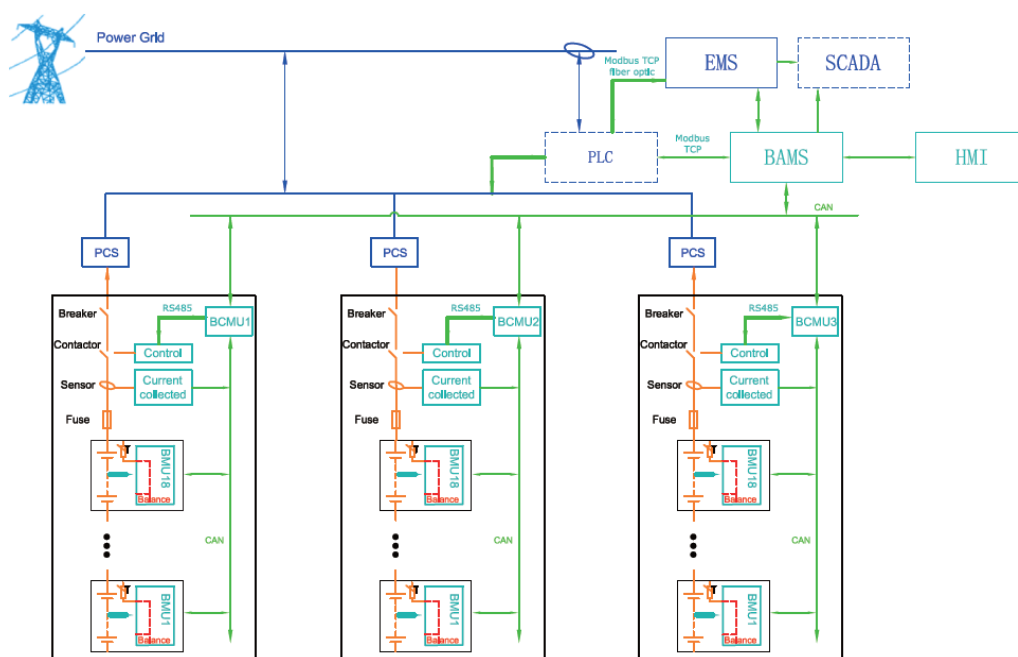 Power Grid
Modbus TCP
fiber optic
EMS
SCADA
PLC
Modbus
TCP
BAMS
HMI
CAN
PCS
PCS
PCS
Breaker
RS485
BCMU1
Contactor
Control
Sensor
Current
collected
Fuse
T
BMU18
Balance
CAN
T
BMU1
Balance
Breaker
RS485
BCMU2
Contactor
Control
Sensor
Current
collected
Fuse
T
BMU18
Balance
CAN
T
BMU1
Balance
Breaker
RS485
BCMU3
Contactor
Control
Sensor
Current
collected
Fuse
T
BMU18
Balance
CAN
T
BMU1
Balance